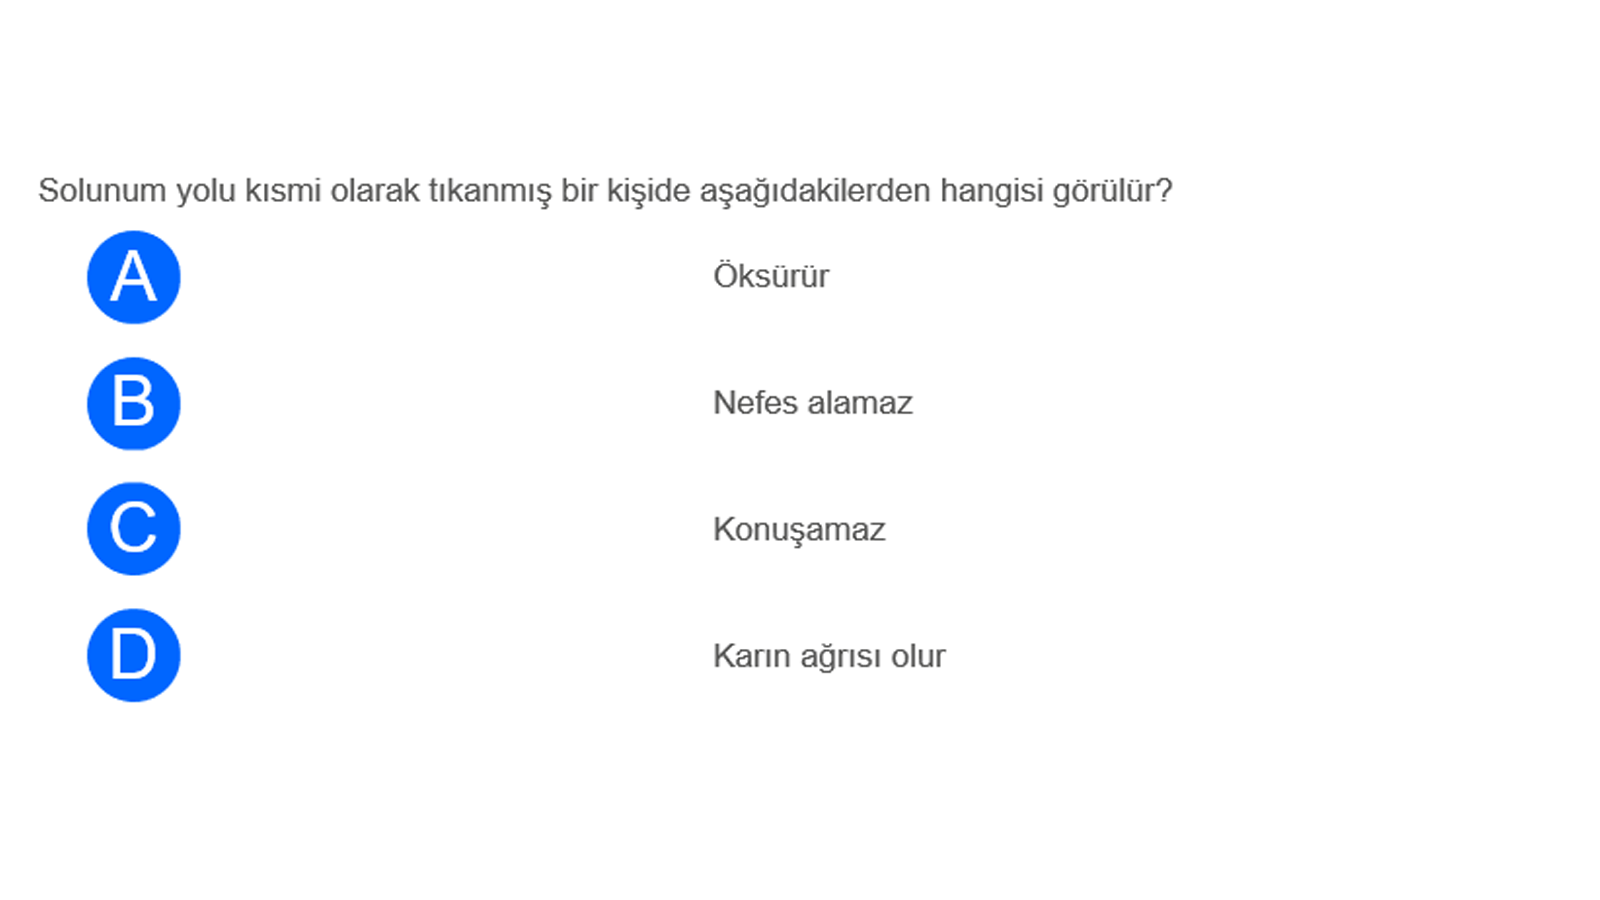 Solunum yolu kısmi olarak tıkanmış bir kişide aşağıdakilerden hangisi görülür?
A Öksürür
B Nefes alamaz
C Konuşamaz
D Karın ağrısı olur